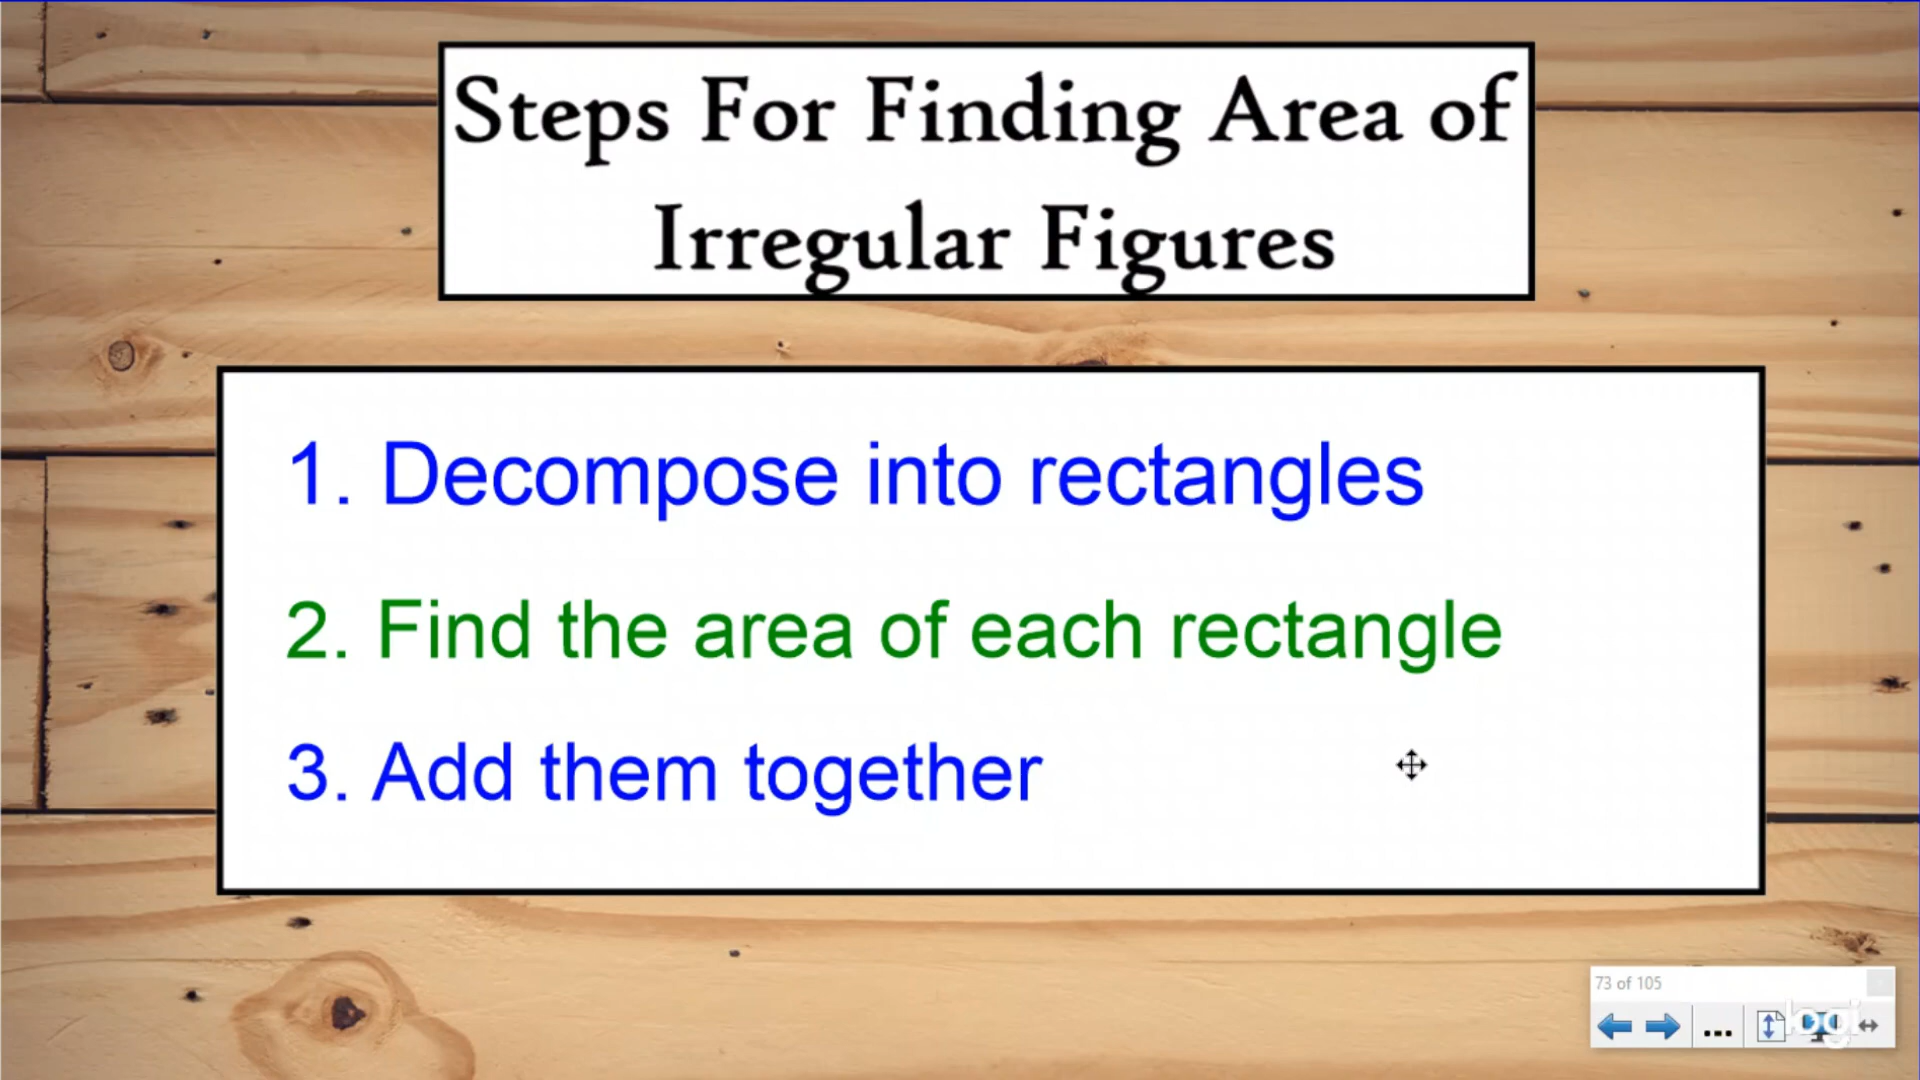 Steps For Finding Area of
Irregular Figures
1. Decompose into rectangles
2. Find the area of each rectangle
3. Add them together
73 of 105
...
logi